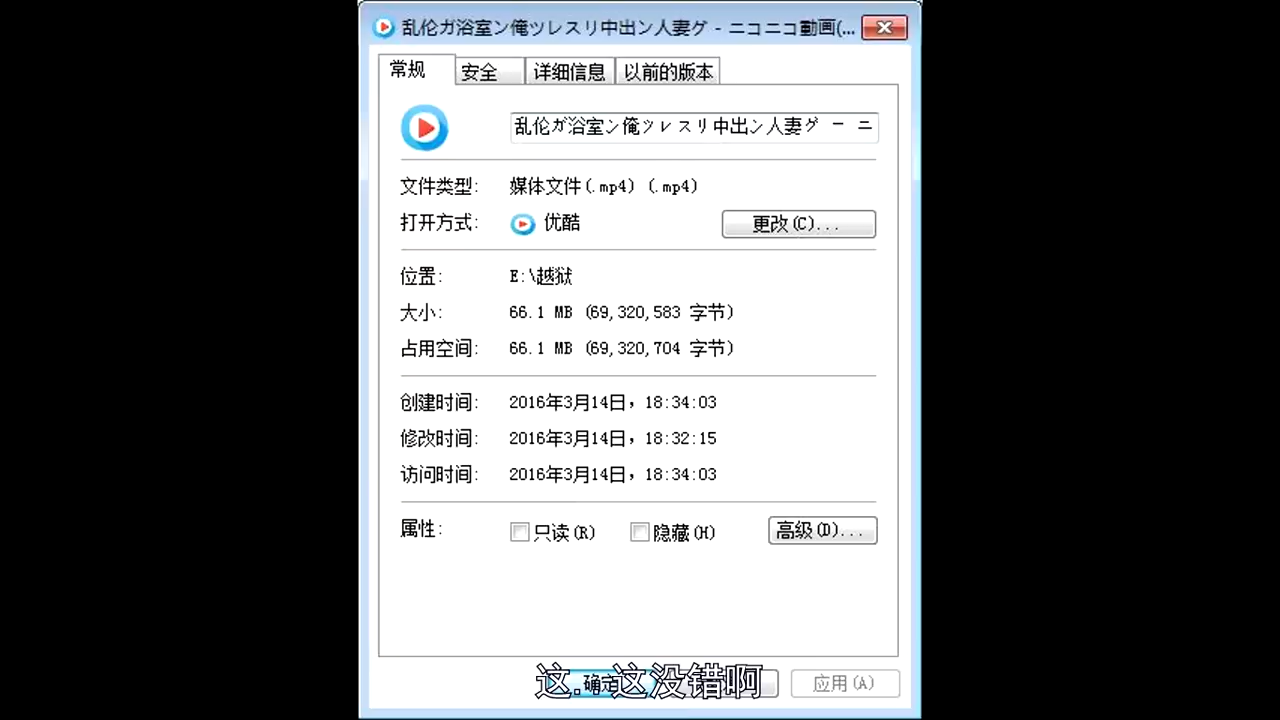 乱伦ガ浴室ン俺ツレスリ中出ン人妻グ - ニコニコ動画(...
常规 安全 详细信息 以前的版本
乱伦ガ浴室ン俺ツレスリ中出ン人妻グ - ニ
文件类型: 媒体文件(.mp4) (.mp4)
打开方式: 优酷 更改(C)...
位置: E:\越狱
大小: 66.1 MB (69,320,583 字节)
占用空间: 66.1 MB (69,320,704 字节)
创建时间: 2016年3月14日，18:34:03
修改时间: 2016年3月14日，18:32:15
访问时间: 2016年3月14日，18:34:03
属性: 只读(R) 隐藏(H) 高级(D)...
确定 应用(A)
这.这没错啊